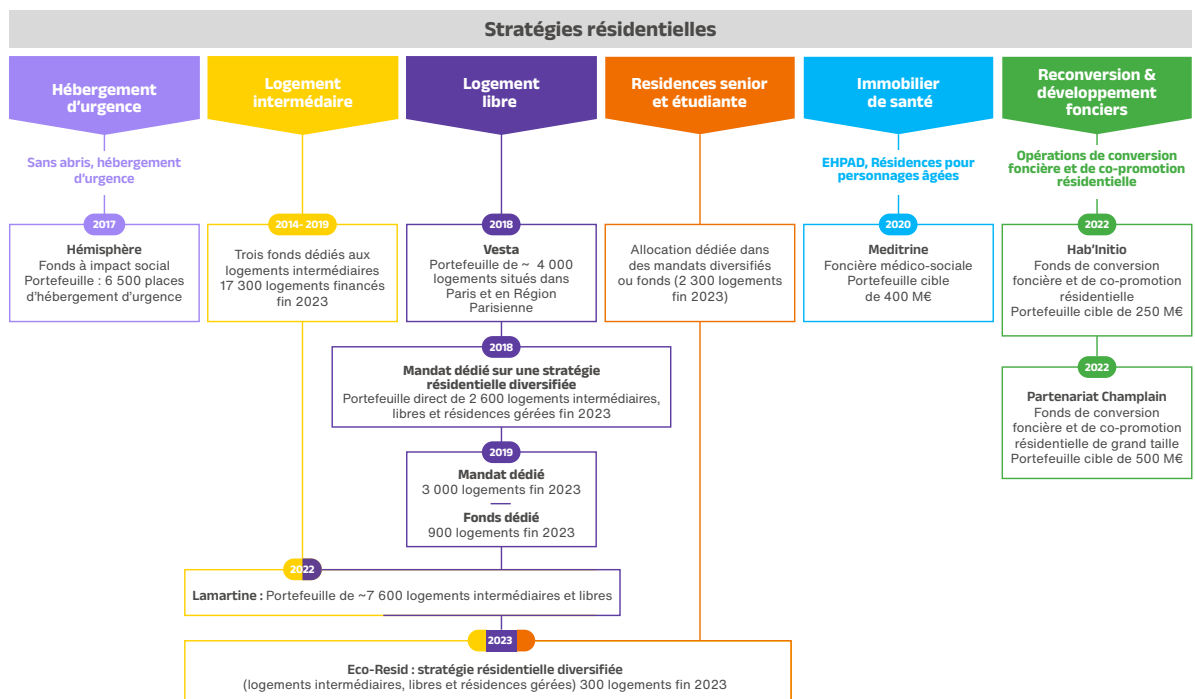 Stratégies résidentielles
Hébergement
d'urgence
Sans abris, hébergement
d'urgence
2017
Hémisphère
Fonds à impact social
Portefeuille : 6 500 places
d'hébergement d'urgence
Logement
intermédaire
2014- 2019
Trois fonds dédiés aux
logements intermédiaires
17 300 logements financés
fin 2023
Logement
libre
2018
Vesta
Portefeuille de ~ 4 000
logements situés dans
Paris et en Région
Parisienne
2018
Mandat dédié sur une stratégie
résidentielle diversifiée
Portefeuille direct de 2 600 logements intermédiaires,
libres et résidences gérées fin 2023
2019
Mandat dédié
3 000 logements fin 2023
Fonds dédié
900 logements fin 2023
2022
Lamartine : Portefeuille de ~7 600 logements intermédiaires et libres
2023
Eco-Resid : stratégie résidentielle diversifiée
(logements intermédiaires, libres et résidences gérées) 300 logements fin 2023
Residences senior
et étudiante
Allocation dédiée dans
des mandats diversifiés
ou fonds (2 300 logements
fin 2023)
Immobilier
de santé
EHPAD, Résidences pour
personnages âgées
2020
Meditrine
Foncière médico-sociale
Portefeuille cible
de 400 M€
Reconversion &
développement
fonciers
Opérations de conversion
foncière et de co-promotion
résidentielle
2022
Hab'Initio
Fonds de conversion
foncière et de co-promotion
résidentielle
Portefeuille cible de 250 M€
2022
Partenariat Champlain
Fonds de conversion
foncière et de co-promotion
résidentielle de grand taille
Portefeuille cible de 500 M€